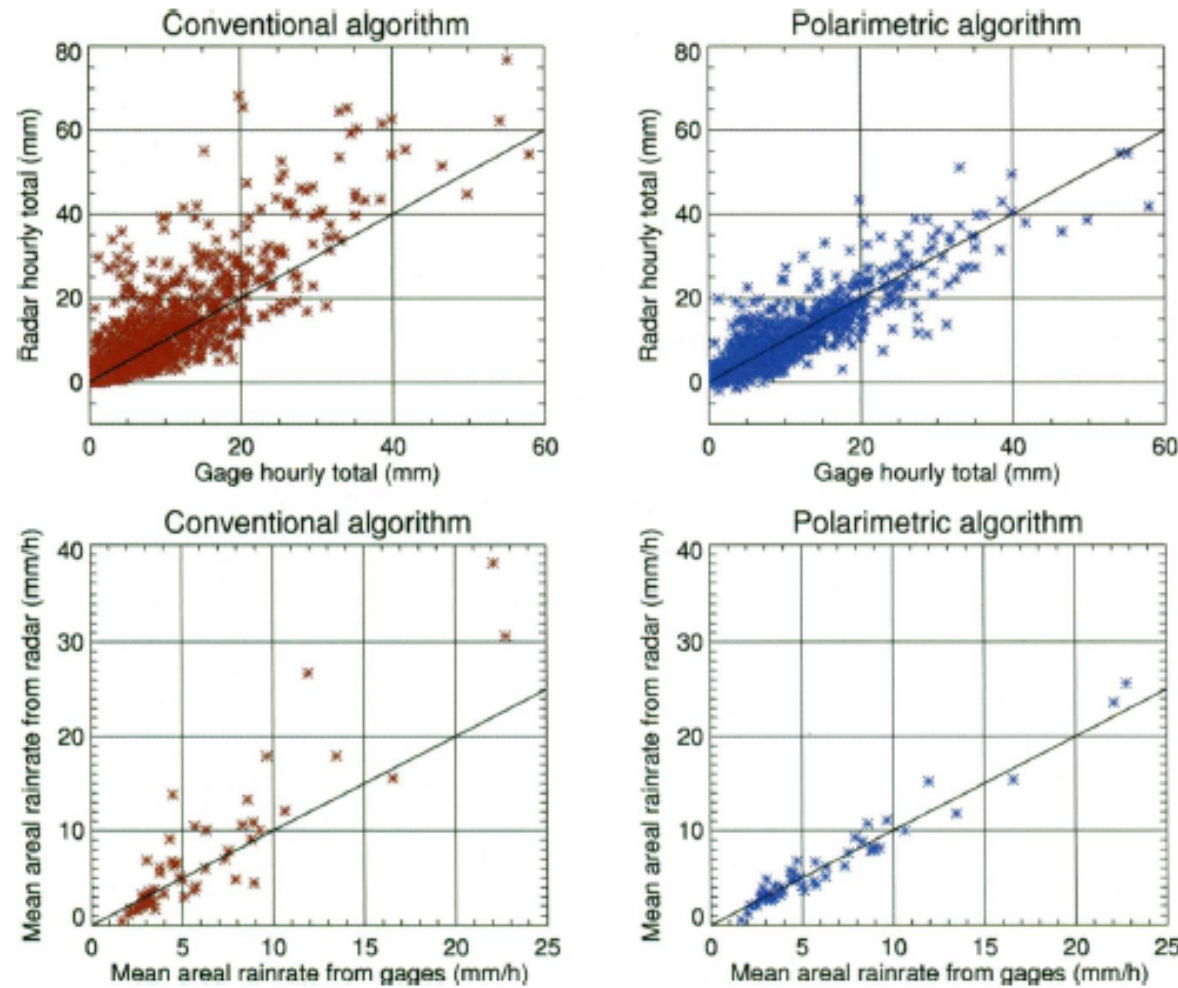 Conventional algorithm
Radar hourly total (mm)
80
60
40
20
0
0 20 40 60
Gage hourly total (mm)
Polarimetric algorithm
Radar hourly total (mm)
80
60
40
20
0
0 20 40 60
Gage hourly total (mm)
Conventional algorithm
Mean areal rainrate from radar (mm/h)
40
30
20
10
0
0 5 10 15 20 25
Mean areal rainrate from gages (mm/h)
Polarimetric algorithm
Mean areal rainrate from radar (mm/h)
40
30
20
10
0
0 5 10 15 20 25
Mean areal rainrate from gages (mm/h)